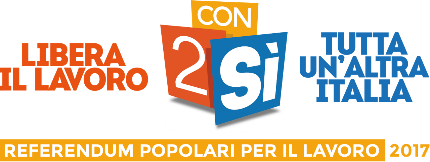 LIBERA
IL LAVORO
CON
2 Sì
TUTTA
UN'ALTRA
ITALIA
REFERENDUM POPOLARI PER IL LAVORO 2017